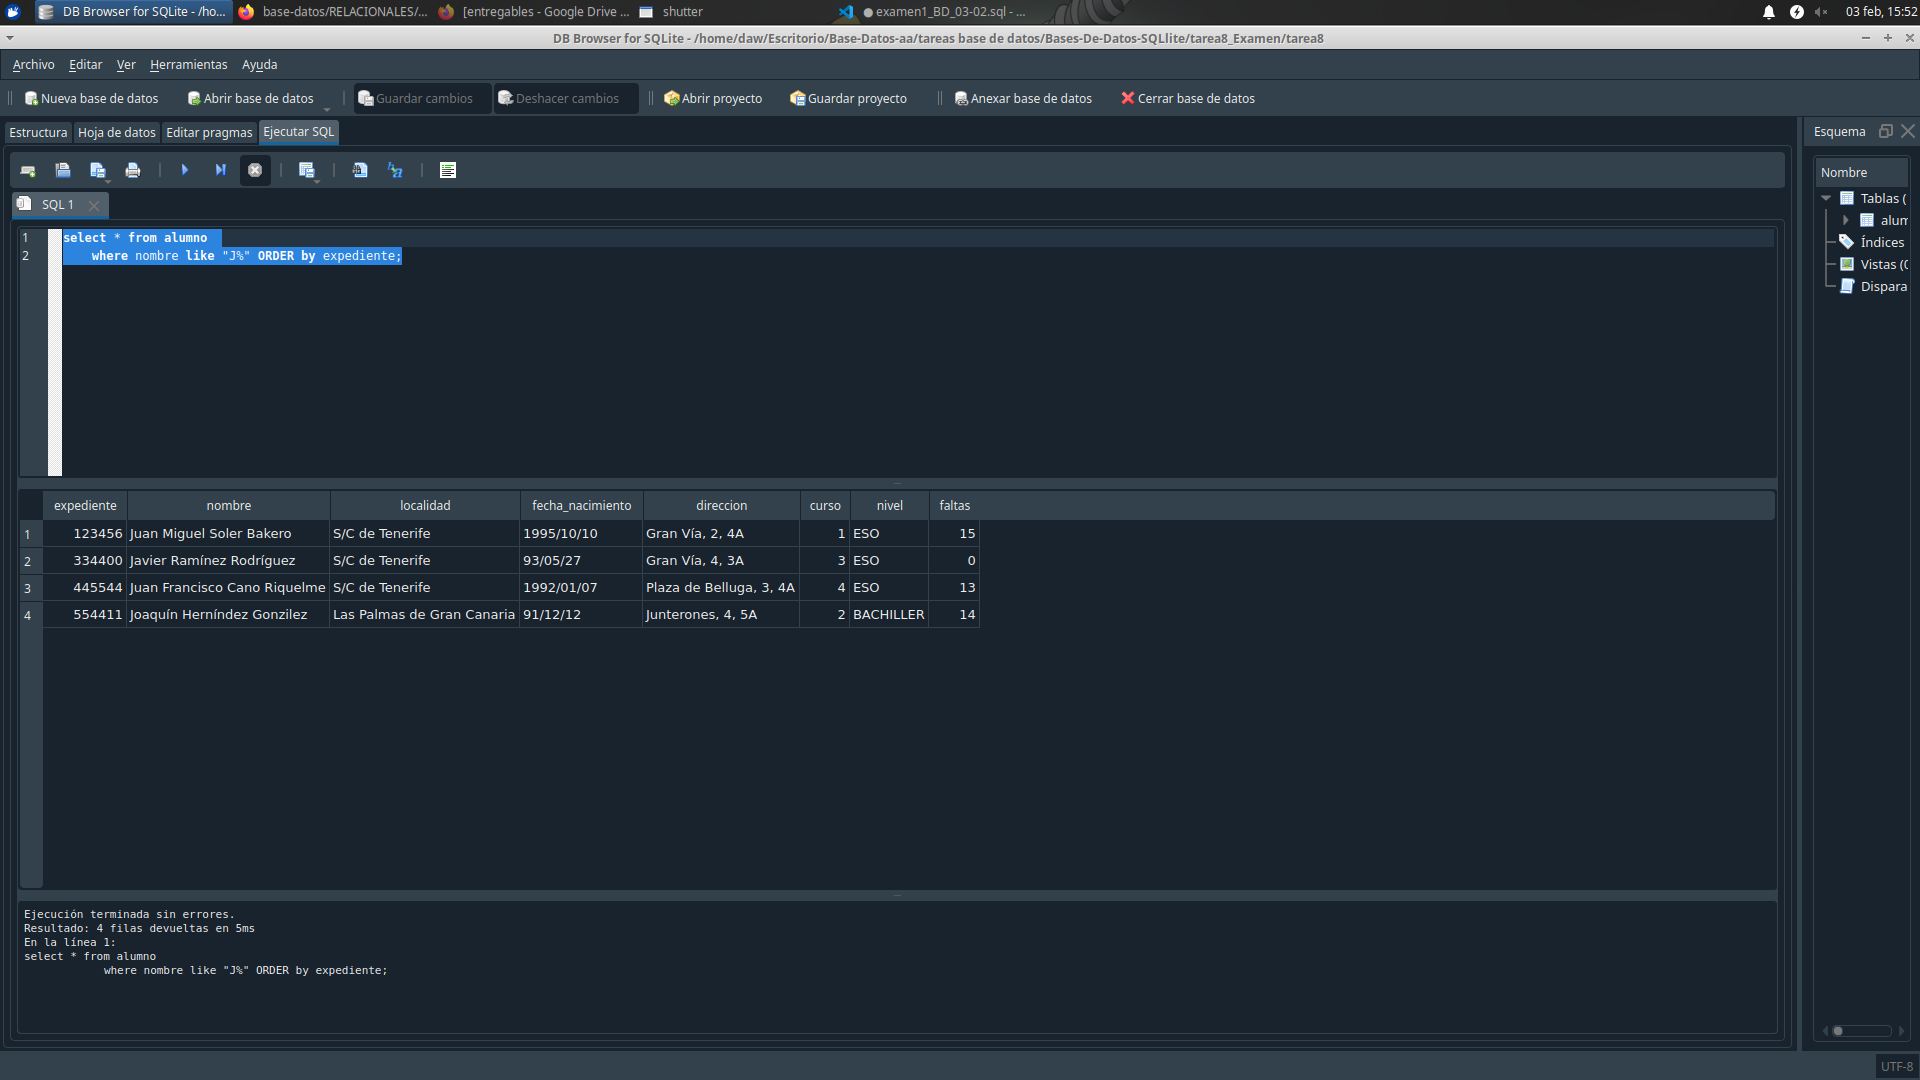 DB Browser for SQLite - /ho...
base-datos/RELACIONALES/...
[entregables - Google Drive ...
shutter
● examen1_BD_03-02.sql - ...
03 feb, 15:52
DB Browser for SQLite - /home/daw/Escritorio/Base-Datos-aa/tareas base de datos/Bases-De-Datos-SQLlite/tarea8_Examen/tarea8
Archivo Editar Ver Herramientas Ayuda
Nueva base de datos Abrir base de datos Guardar cambios Deshacer cambios Abrir proyecto Guardar proyecto Anexar base de datos Cerrar base de datos
Estructura Hoja de datos Editar pragmas Ejecutar SQL
SQL 1
1 select * from alumno
2 where nombre like "J%" ORDER by expediente;
expediente nombre localidad fecha_nacimiento direccion curso nivel faltas
1 123456 Juan Miguel Soler Bakero S/C de Tenerife 1995/10/10 Gran Vía, 2, 4A 1 ESO 15
2 334400 Javier Ramínez Rodríguez S/C de Tenerife 93/05/27 Gran Vía, 4, 3A 3 ESO 0
3 445544 Juan Francisco Cano Riquelme S/C de Tenerife 1992/01/07 Plaza de Belluga, 3, 4A 4 ESO 13
4 554411 Joaquín Herníndez Gonzilez Las Palmas de Gran Canaria 91/12/12 Junterones, 4, 5A 2 BACHILLER 14
Ejecución terminada sin errores.
Resultado: 4 filas devueltas en 5ms
En la línea 1:
select * from alumno
where nombre like "J%" ORDER by expediente;
Esquema
Nombre
Tablas (
alum
Índices
Vistas (0
Dispara
UTF-8